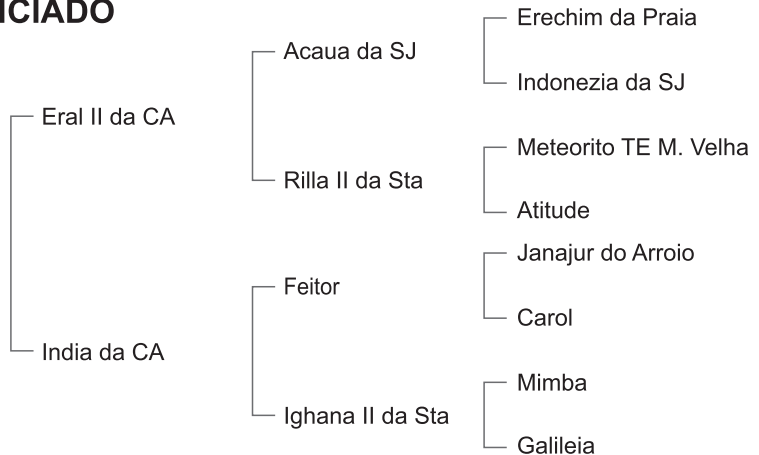 ICIADO
Erechim da Praia
Acaua da SJ
Indonezia da SJ
Eral II da CA
Meteorito TE M. Velha
Rilla II da Sta
Atitude
Janajur do Arroio
Feitor
Carol
India da CA
Mimba
Ighana II da Sta
Galileia